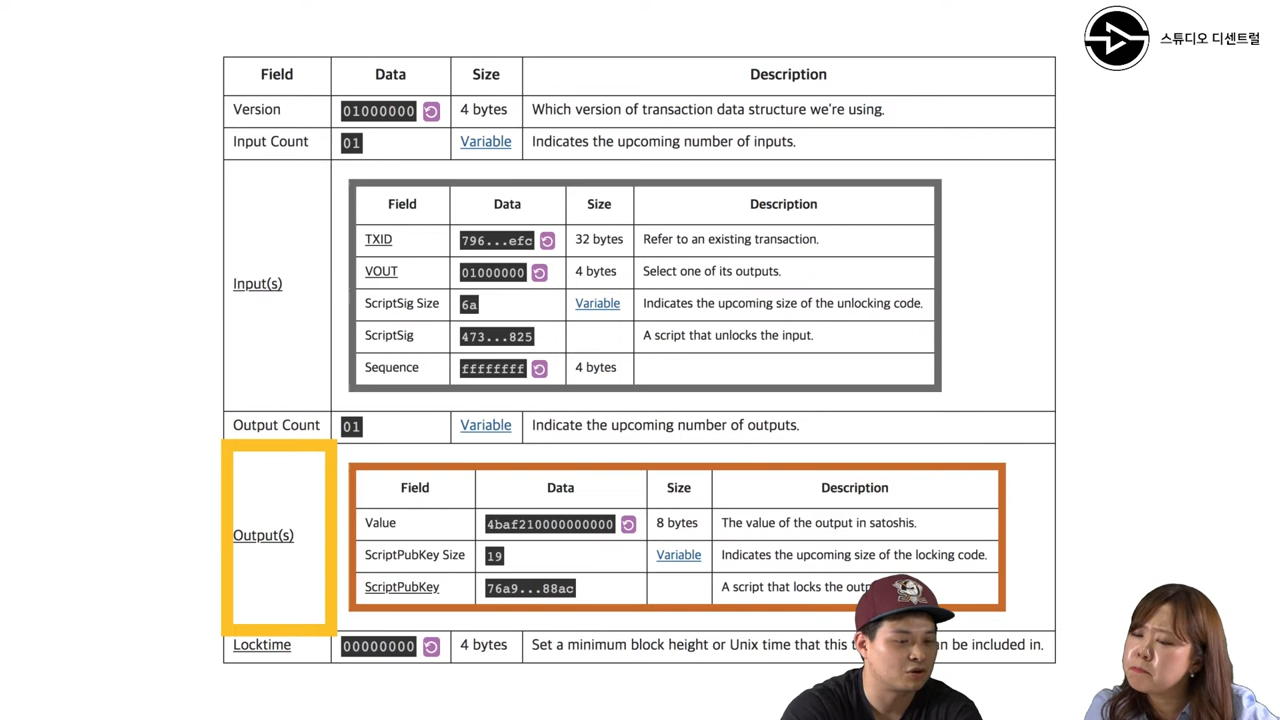 스튜디오 디센트럴
Field Data Size Description
Version 01000000 4 bytes Which version of transaction data structure we're using.
Input Count 01 Variable Indicates the upcoming number of inputs.
Input(s)
Field Data Size Description
TXID 796...efc 32 bytes Refer to an existing transaction.
VOUT 01000000 4 bytes Select one of its outputs.
ScriptSig Size 6a Variable Indicates the upcoming size of the unlocking code.
ScriptSig 473...825 A script that unlocks the input.
Sequence ffffffff 4 bytes
Output Count 01 Variable Indicate the upcoming number of outputs.
Output(s)
Field Data Size Description
Value 4baf210000000000 8 bytes The value of the output in satoshis.
ScriptPubKey Size 19 Variable Indicates the upcoming size of the locking code.
ScriptPubKey 76a9...88ac A script that locks the
Locktime 00000000 4 bytes Set a minimum block height or Unix time that this be included in.